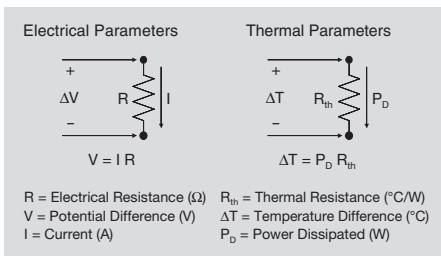 Electrical Parameters
Thermal Parameters
+
ΔV
R
I
–
V = I R
+
ΔT
Rth
PD
–
ΔT = PD Rth
R = Electrical Resistance (Ω)
V = Potential Difference (V)
I = Current (A)
Rth = Thermal Resistance (°C/W)
ΔT = Temperature Difference (°C)
PD = Power Dissipated (W)